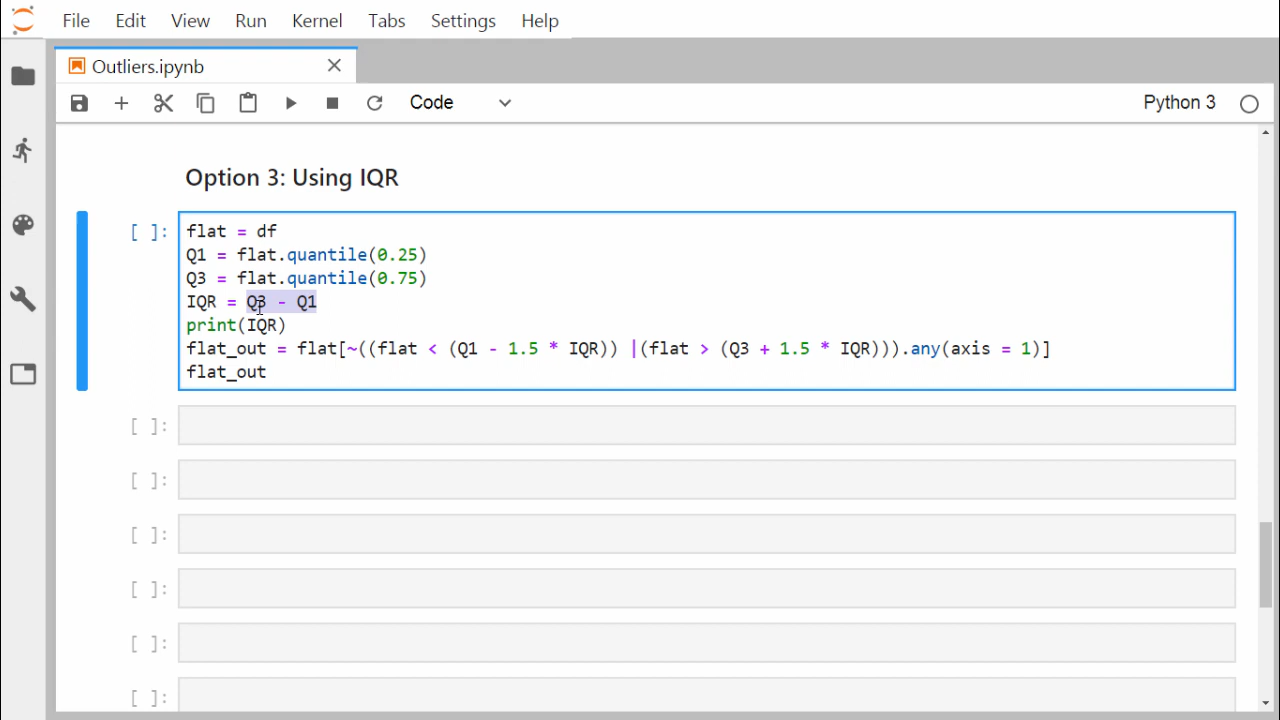 File Edit View Run Kernel Tabs Settings Help
Outliers.ipynb
Code Python 3
Option 3: Using IQR
[ ]: flat = df
Q1 = flat.quantile(0.25)
Q3 = flat.quantile(0.75)
IQR = Q3 - Q1
print(IQR)
flat_out = flat[~((flat < (Q1 - 1.5 * IQR)) |(flat > (Q3 + 1.5 * IQR))).any(axis = 1)]
flat_out
[ ]:
[ ]:
[ ]:
[ ]:
[ ]:
[ ]: